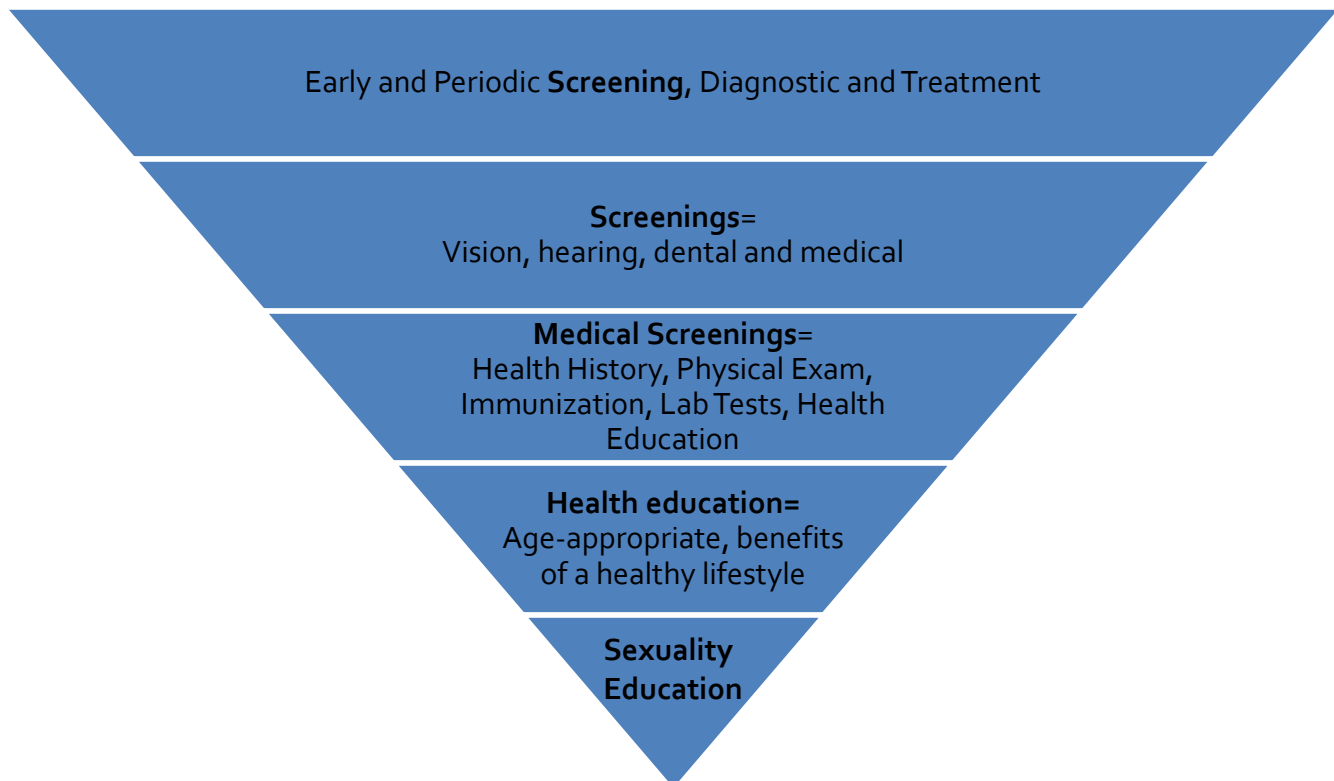 Early and Periodic Screening, Diagnostic and Treatment
Screenings=
Vision, hearing, dental and medical
Medical Screenings=
Health History, Physical Exam,
Immunization, Lab Tests, Health
Education
Health education=
Age-appropriate, benefits
of a healthy lifestyle
Sexuality
Education